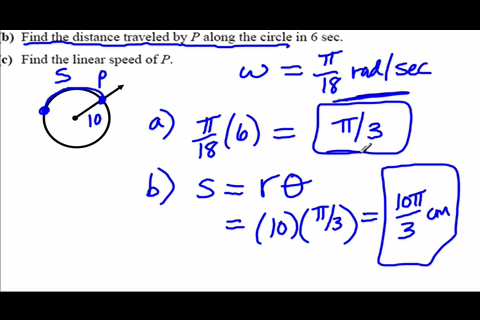 b) Find the distance traveled by P along the circle in 6 sec.
(c) Find the linear speed of P.
S P
10
ω = π/18 rad/sec
a) π/18 (6) = π/3
b) S = rθ
= (10)(π/3) = 10π/3 cm